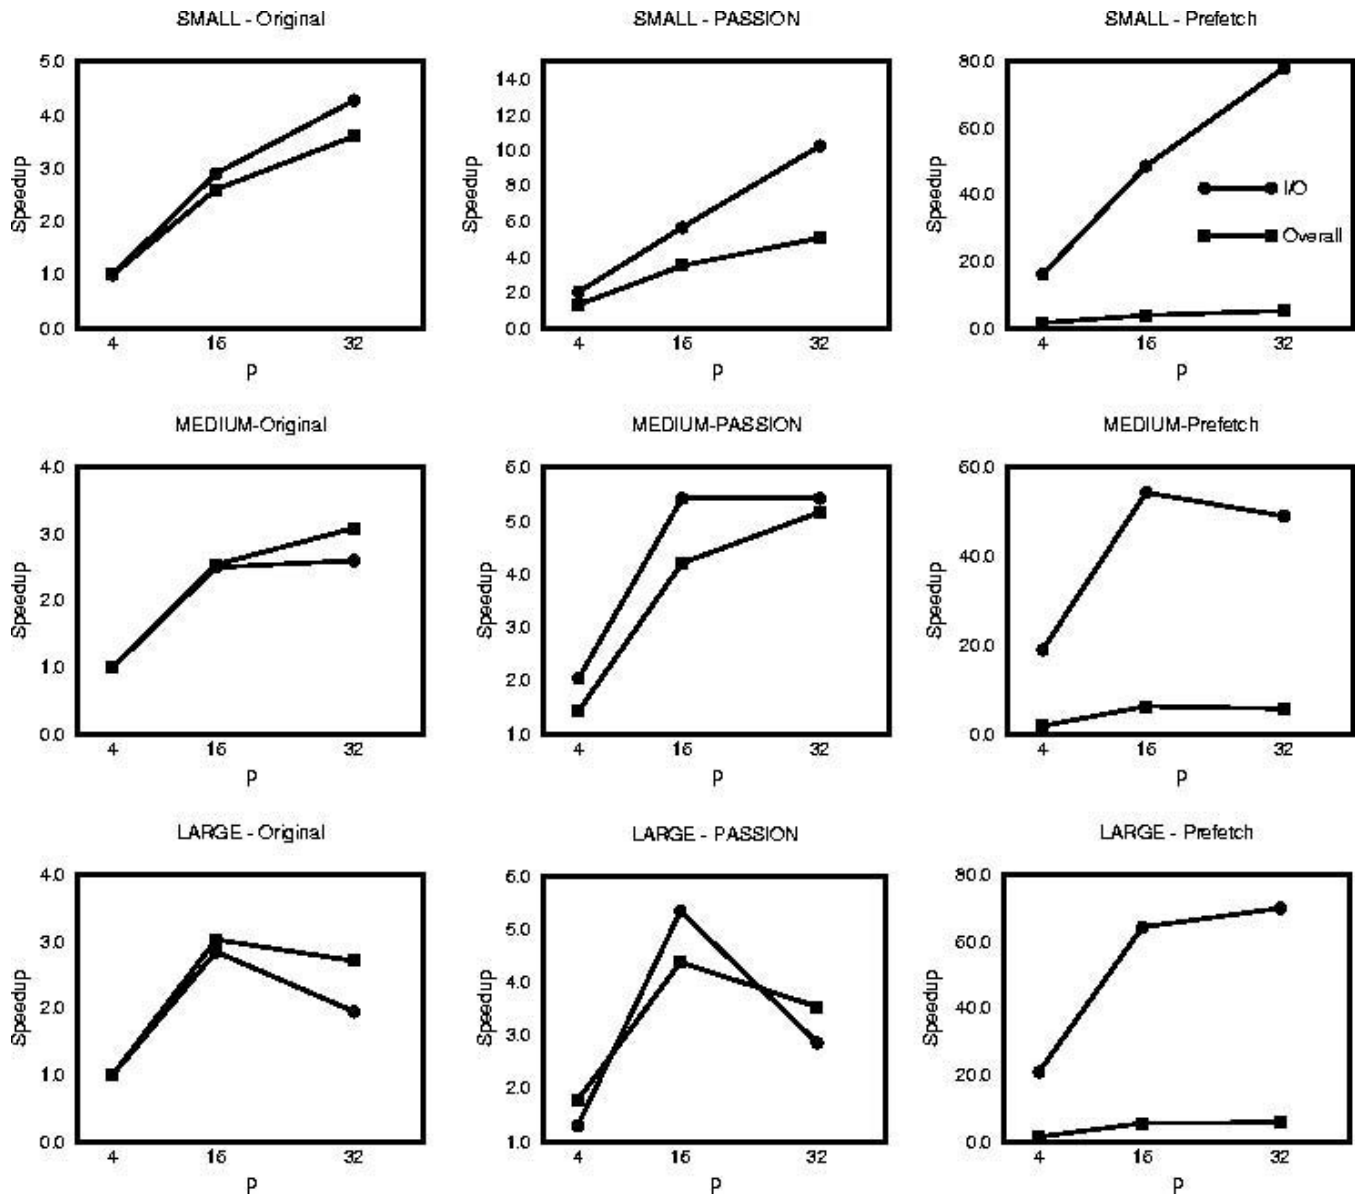 SMALL - Original
5.0
4.0
3.0
2.0
1.0
0.0
Speedup
4
16
32
P
SMALL - PASSION
14.0
12.0
10.0
8.0
6.0
4.0
2.0
0.0
Speedup
4
16
32
P
SMALL - Prefetch
80.0
60.0
40.0
20.0
0.0
Speedup
I/O
Overall
4
16
32
P
MEDIUM-Original
4.0
3.0
2.0
1.0
0.0
Speedup
4
16
32
P
MEDIUM-PASSION
6.0
5.0
4.0
3.0
2.0
1.0
Speedup
4
16
32
P
MEDIUM-Prefetch
60.0
40.0
20.0
0.0
Speedup
4
16
32
P
LARGE - Original
4.0
3.0
2.0
1.0
0.0
Speedup
4
16
32
P
LARGE - PASSION
6.0
5.0
4.0
3.0
2.0
1.0
Speedup
4
16
32
P
LARGE - Prefetch
80.0
60.0
40.0
20.0
0.0
Speedup
4
16
32
P